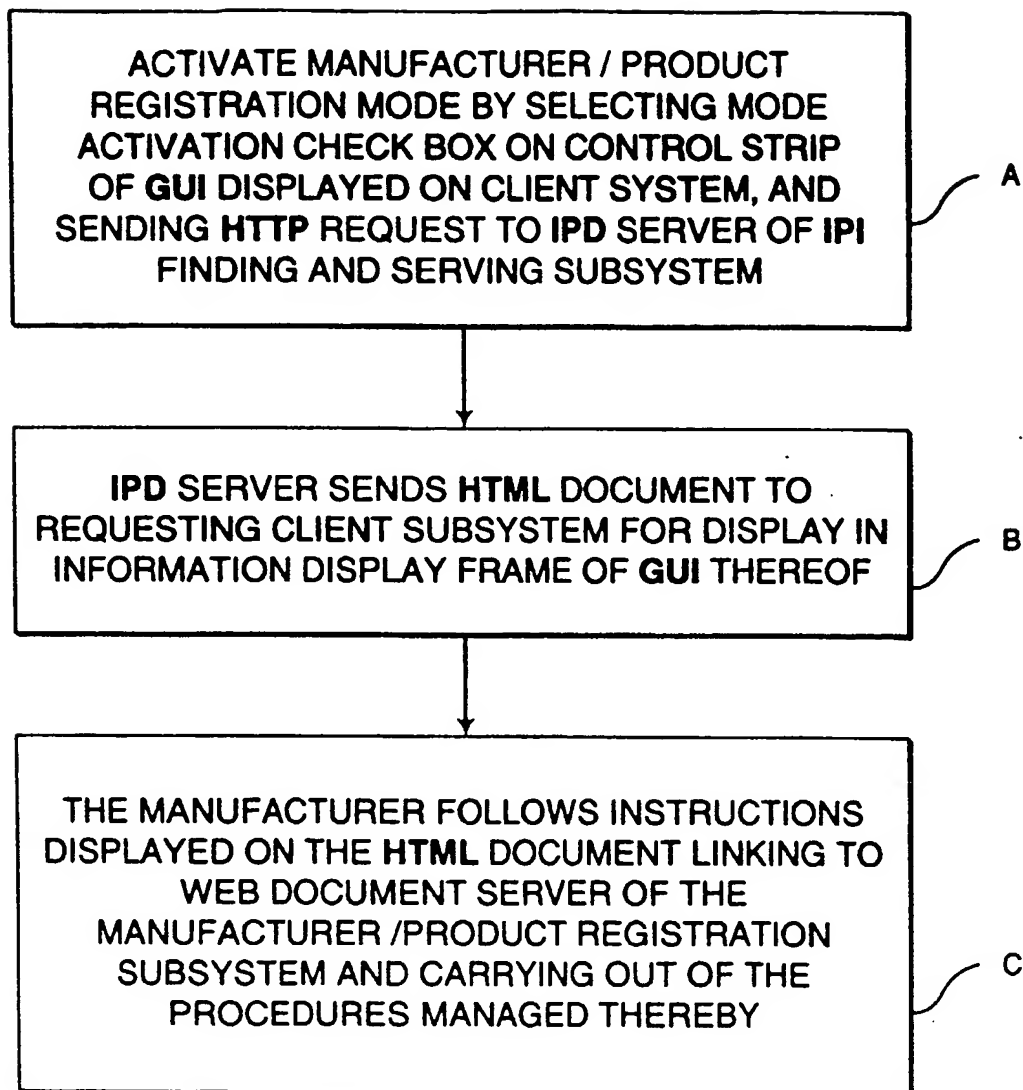 ACTIVATE MANUFACTURER / PRODUCT
REGISTRATION MODE BY SELECTING MODE
ACTIVATION CHECK BOX ON CONTROL STRIP
OF GUI DISPLAYED ON CLIENT SYSTEM, AND
SENDING HTTP REQUEST TO IPD SERVER OF IPI
FINDING AND SERVING SUBSYSTEM
A
IPD SERVER SENDS HTML DOCUMENT TO
REQUESTING CLIENT SUBSYSTEM FOR DISPLAY IN
INFORMATION DISPLAY FRAME OF GUI THEREOF
B
THE MANUFACTURER FOLLOWS INSTRUCTIONS
DISPLAYED ON THE HTML DOCUMENT LINKING TO
WEB DOCUMENT SERVER OF THE
MANUFACTURER /PRODUCT REGISTRATION
SUBSYSTEM AND CARRYING OUT OF THE
PROCEDURES MANAGED THEREBY
C